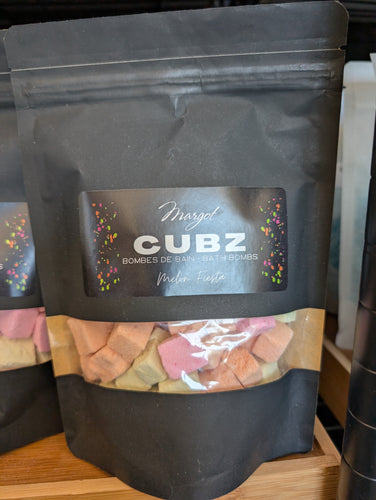 Margot
CUBZ
BOMBES DE BAIN · BATH BOMBS
Melon Fiesta